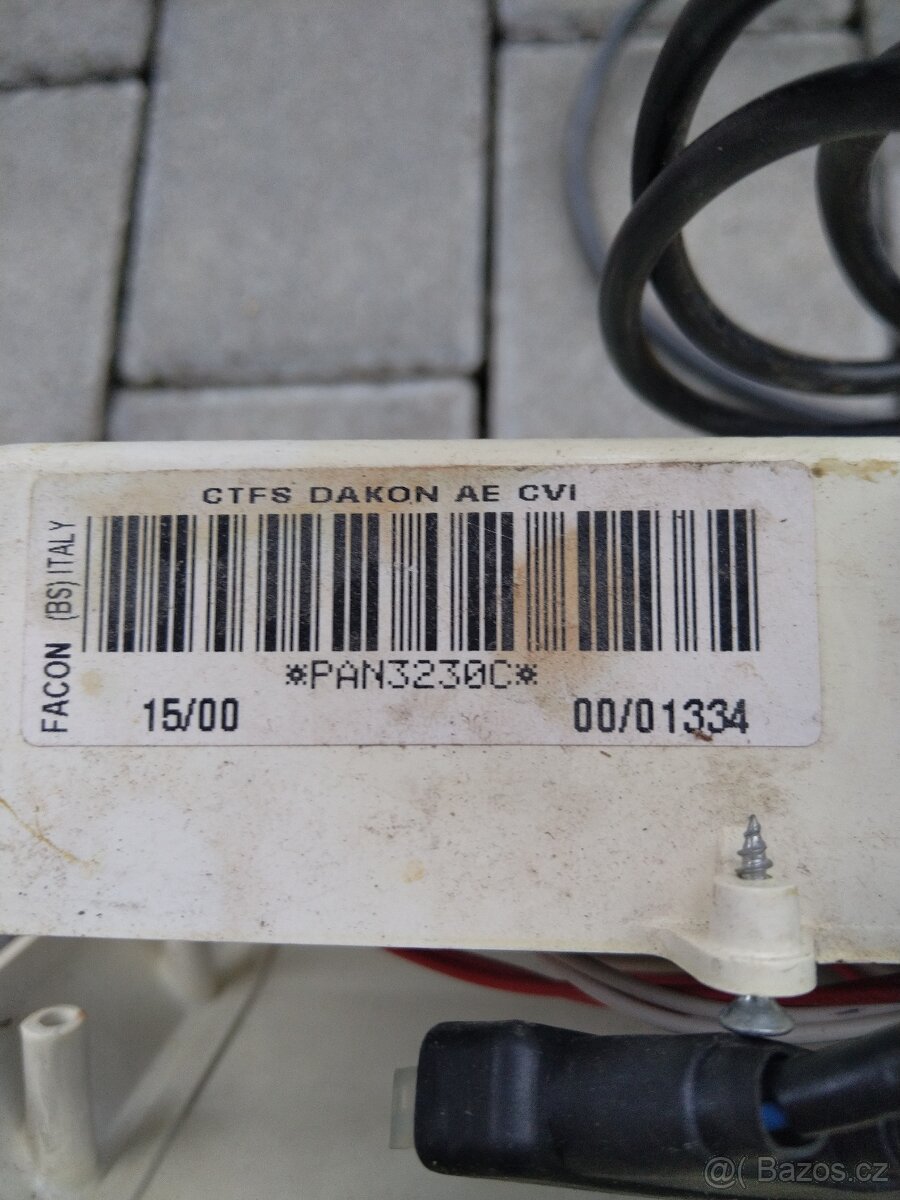 CTFS DAKON AE CVI
FACON (BS) ITALY
*PAN3230C*
15/00 00/01334
@( Bazos.cz